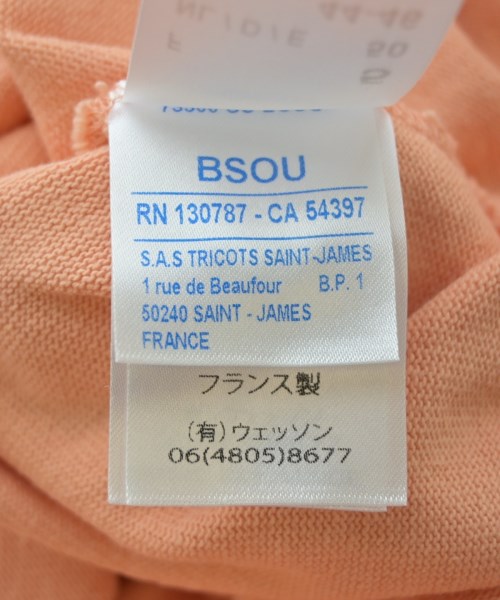 BSOU
RN 130787 - CA 54397
S.A.S TRICOTS SAINT-JAMES
1 rue de Beaufour B.P. 1
50240 SAINT - JAMES
FRANCE
フランス製
(有)ウェッソン
06(4805)8677